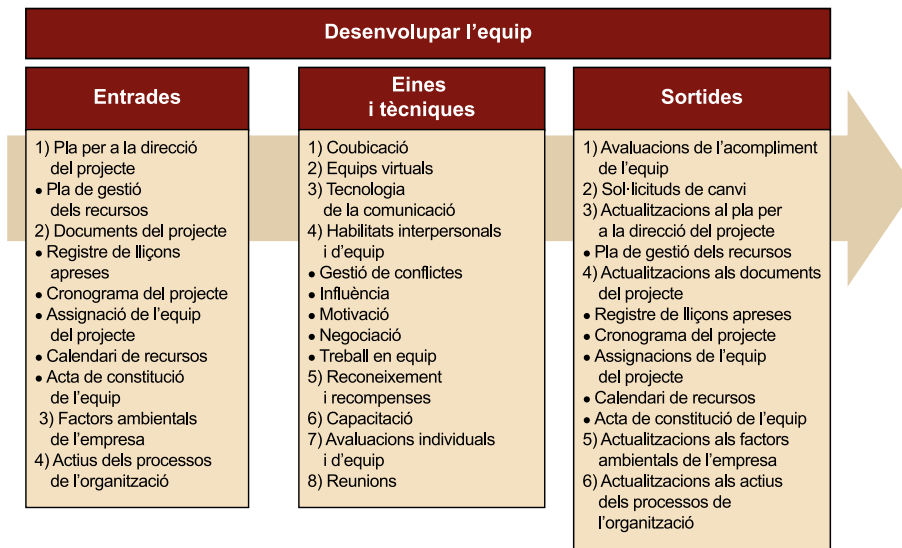 Desenvolupar l’equip
Entrades
1) Pla per a la direcció
del projecte
• Pla de gestió
dels recursos
2) Documents del projecte
• Registre de lliçons
apreses
• Cronograma del projecte
• Assignació de l’equip
del projecte
• Calendari de recursos
• Acta de constitució
de l’equip
3) Factors ambientals
de l’empresa
4) Actius dels processos
de l’organització
Eines
i tècniques
1) Coubicació
2) Equips virtuals
3) Tecnologia
de la comunicació
4) Habilitats interpersonals
i d’equip
• Gestió de conflictes
• Influència
• Motivació
• Negociació
• Treball en equip
5) Reconeixement
i recompenses
6) Capacitació
7) Avaluacions individuals
i d’equip
8) Reunions
Sortides
1) Avaluacions de l’acompliment
de l’equip
2) Sol·licituds de canvi
3) Actualitzacions al pla per
a la direcció del projecte
• Pla de gestió dels recursos
4) Actualitzacions als documents
del projecte
• Registre de lliçons apreses
• Cronograma del projecte
• Assignacions de l’equip
del projecte
• Calendari de recursos
• Acta de constitució de l’equip
5) Actualitzacions als factors
ambientals de l’empresa
6) Actualitzacions als actius
dels processos de
l’organització